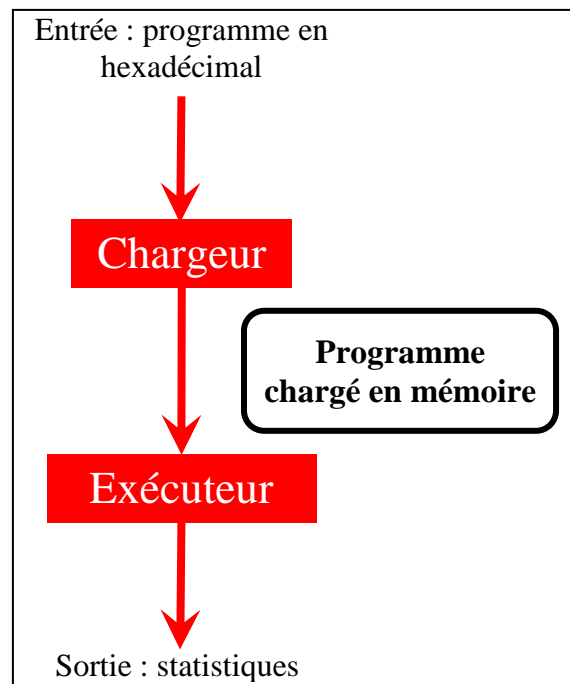 Entrée : programme en
hexadécimal
Chargeur
Programme
chargé en mémoire
Exécuteur
Sortie : statistiques